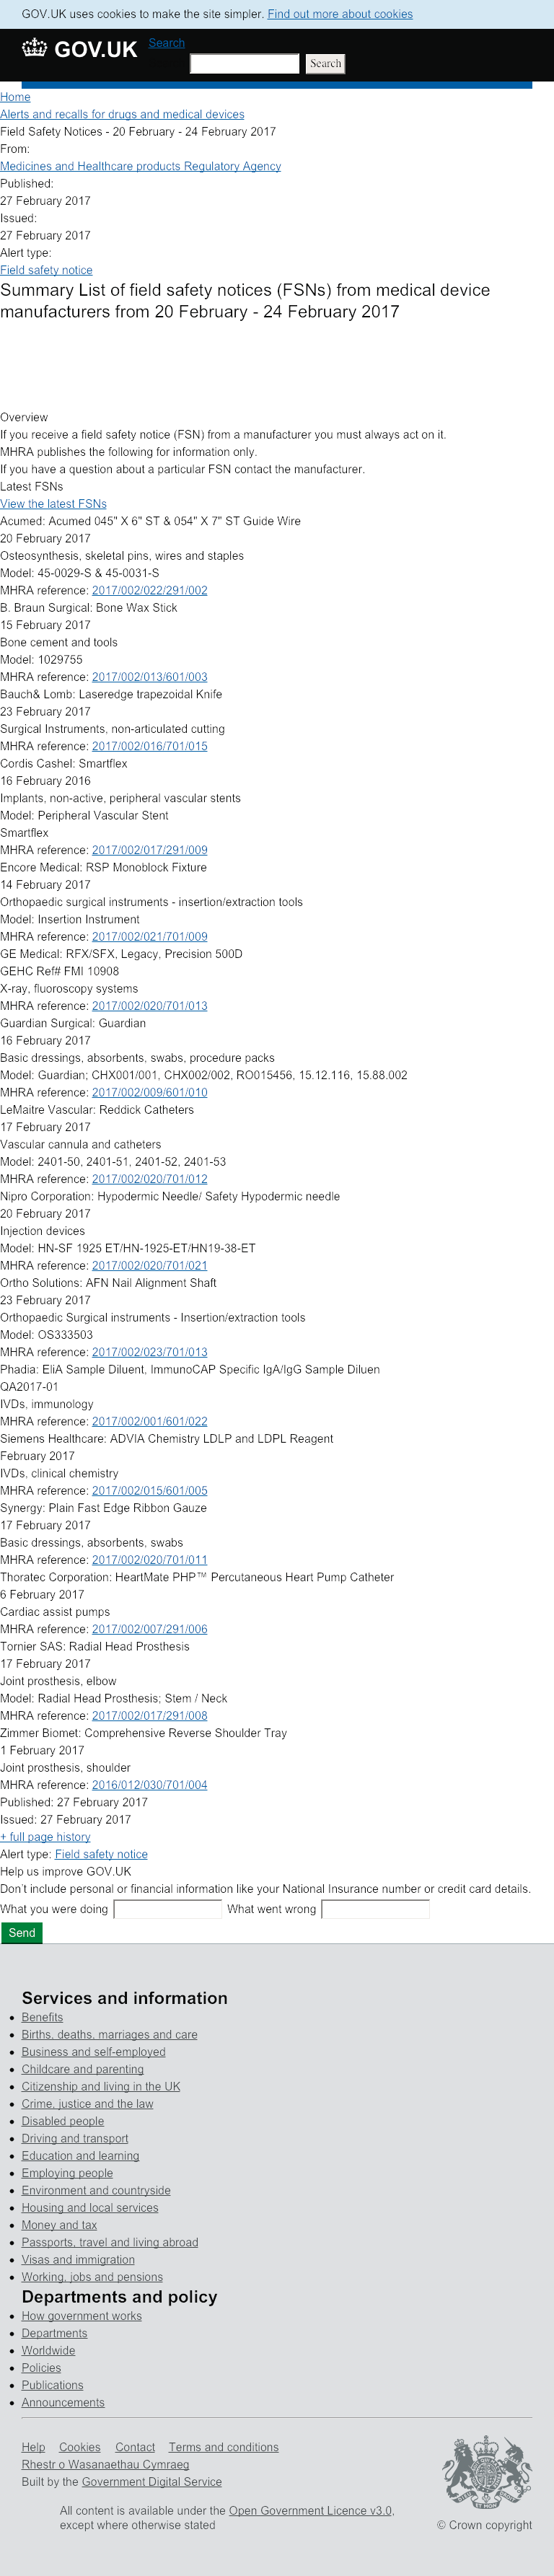 GOV.UK uses cookies to make the site simpler. Find out more about cookies
GOV.UK
Search
Search
Home
Alerts and recalls for drugs and medical devices
Field Safety Notices - 20 February - 24 February 2017
From:
Medicines and Healthcare products Regulatory Agency
Published:
27 February 2017
Issued:
27 February 2017
Alert type:
Field safety notice
Summary List of field safety notices (FSNs) from medical device
manufacturers from 20 February - 24 February 2017
Overview
If you receive a field safety notice (FSN) from a manufacturer you must always act on it.
MHRA publishes the following for information only.
If you have a question about a particular FSN contact the manufacturer.
Latest FSNs
View the latest FSNs
Acumed: Acumed 045" X 6" ST & 054" X 7" ST Guide Wire
20 February 2017
Osteosynthesis, skeletal pins, wires and staples
Model: 45-0029-S & 45-0031-S
MHRA reference: 2017/002/022/291/002
B. Braun Surgical: Bone Wax Stick
15 February 2017
Bone cement and tools
Model: 1029755
MHRA reference: 2017/002/013/601/003
Bauch& Lomb: Laseredge trapezoidal Knife
23 February 2017
Surgical Instruments, non-articulated cutting
MHRA reference: 2017/002/016/701/015
Cordis Cashel: Smartflex
16 February 2016
Implants, non-active, peripheral vascular stents
Model: Peripheral Vascular Stent
Smartflex
MHRA reference: 2017/002/017/291/009
Encore Medical: RSP Monoblock Fixture
14 February 2017
Orthopaedic surgical instruments - insertion/extraction tools
Model: Insertion Instrument
MHRA reference: 2017/002/021/701/009
GE Medical: RFX/SFX, Legacy, Precision 500D
GEHC Ref# FMI 10908
X-ray, fluoroscopy systems
MHRA reference: 2017/002/020/701/013
Guardian Surgical: Guardian
16 February 2017
Basic dressings, absorbents, swabs, procedure packs
Model: Guardian; CHX001/001, CHX002/002, RO015456, 15.12.116, 15.88.002
MHRA reference: 2017/002/009/601/010
LeMaitre Vascular: Reddick Catheters
17 February 2017
Vascular cannula and catheters
Model: 2401-50, 2401-51, 2401-52, 2401-53
MHRA reference: 2017/002/020/701/012
Nipro Corporation: Hypodermic Needle/ Safety Hypodermic needle
20 February 2017
Injection devices
Model: HN-SF 1925 ET/HN-1925-ET/HN19-38-ET
MHRA reference: 2017/002/020/701/021
Ortho Solutions: AFN Nail Alignment Shaft
23 February 2017
Orthopaedic Surgical instruments - Insertion/extraction tools
Model: OS333503
MHRA reference: 2017/002/023/701/013
Phadia: EliA Sample Diluent, ImmunoCAP Specific IgA/IgG Sample Diluen
QA2017-01
IVDs, immunology
MHRA reference: 2017/002/001/601/022
Siemens Healthcare: ADVIA Chemistry LDLP and LDPL Reagent
February 2017
IVDs, clinical chemistry
MHRA reference: 2017/002/015/601/005
Synergy: Plain Fast Edge Ribbon Gauze
17 February 2017
Basic dressings, absorbents, swabs
MHRA reference: 2017/002/020/701/011
Thoratec Corporation: HeartMate PHP™ Percutaneous Heart Pump Catheter
6 February 2017
Cardiac assist pumps
MHRA reference: 2017/002/007/291/006
Tornier SAS: Radial Head Prosthesis
17 February 2017
Joint prosthesis, elbow
Model: Radial Head Prosthesis; Stem / Neck
MHRA reference: 2017/002/017/291/008
Zimmer Biomet: Comprehensive Reverse Shoulder Tray
1 February 2017
Joint prosthesis, shoulder
MHRA reference: 2016/012/030/701/004
Published: 27 February 2017
Issued: 27 February 2017
+ full page history
Alert type: Field safety notice
Help us improve GOV.UK
Don't include personal or financial information like your National Insurance number or credit card details.
What you were doing What went wrong
Send
Services and information
Benefits
Births, deaths, marriages and care
Business and self-employed
Childcare and parenting
Citizenship and living in the UK
Crime, justice and the law
Disabled people
Driving and transport
Education and learning
Employing people
Environment and countryside
Housing and local services
Money and tax
Passports, travel and living abroad
Visas and immigration
Working, jobs and pensions
Departments and policy
How government works
Departments
Worldwide
Policies
Publications
Announcements
Help Cookies Contact Terms and conditions
Rhestr o Wasanaethau Cymraeg
Built by the Government Digital Service
All content is available under the Open Government Licence v3.0,
except where otherwise stated
© Crown copyright